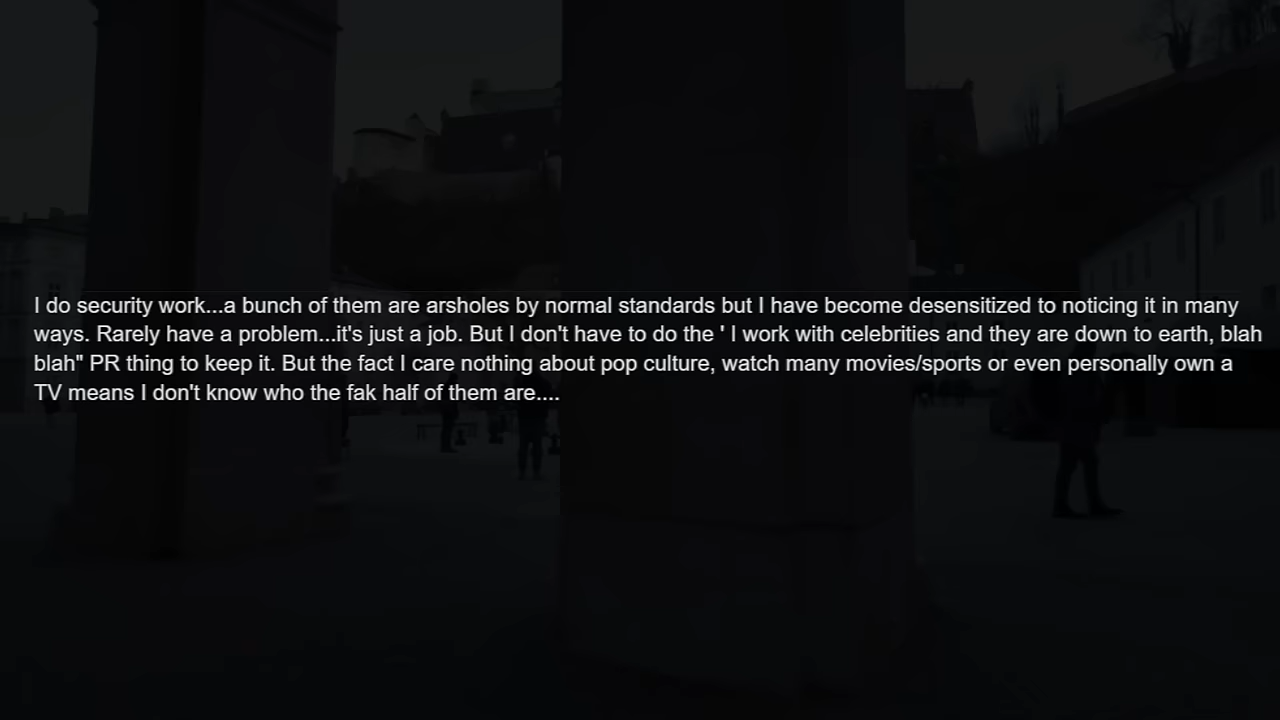 I do security work...a bunch of them are arsholes by normal standards but I have become desensitized to noticing it in many
ways. Rarely have a problem...it's just a job. But I don't have to do the ' I work with celebrities and they are down to earth, blah
blah" PR thing to keep it. But the fact I care nothing about pop culture, watch many movies/sports or even personally own a
TV means I don't know who the fak half of them are....